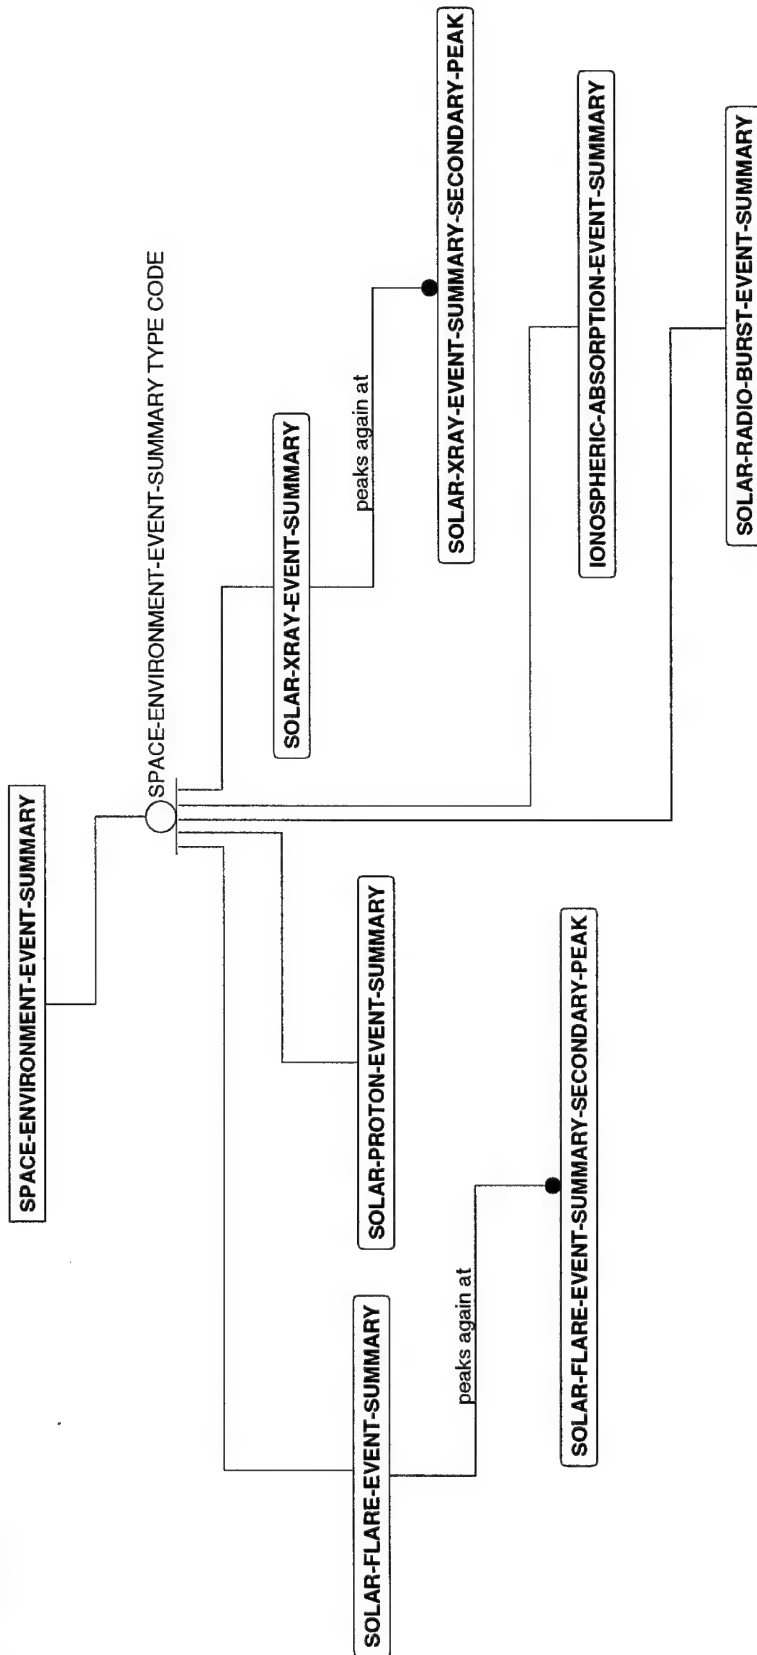 SPACE-ENVIRONMENT-EVENT-SUMMARY
SPACE-ENVIRONMENT-EVENT-SUMMARY TYPE CODE
SOLAR-XRAY-EVENT-SUMMARY
peaks again at
SOLAR-XRAY-EVENT-SUMMARY-SECONDARY-PEAK
SOLAR-FLARE-EVENT-SUMMARY
SOLAR-PROTON-EVENT-SUMMARY
peaks again at
SOLAR-FLARE-EVENT-SUMMARY-SECONDARY-PEAK
IONOSPHERIC-ABSORPTION-EVENT-SUMMARY
SOLAR-RADIO-BURST-EVENT-SUMMARY